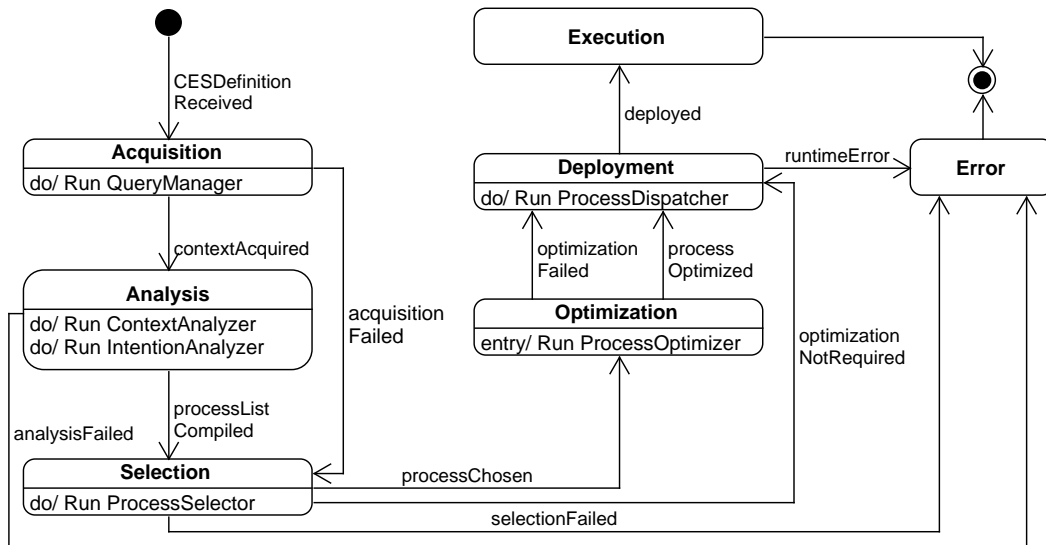 CESDefinition
Received
Acquisition
do/ Run QueryManager
contextAcquired
Analysis
do/ Run ContextAnalyzer
do/ Run IntentionAnalyzer
acquisition
Failed
processList
Compiled
analysisFailed
Selection
do/ Run ProcessSelector
processChosen
selectionFailed
Execution
deployed
Deployment
do/ Run ProcessDispatcher
runtimeError
Error
optimization
Failed
process
Optimized
Optimization
entry/ Run ProcessOptimizer
optimization
NotRequired